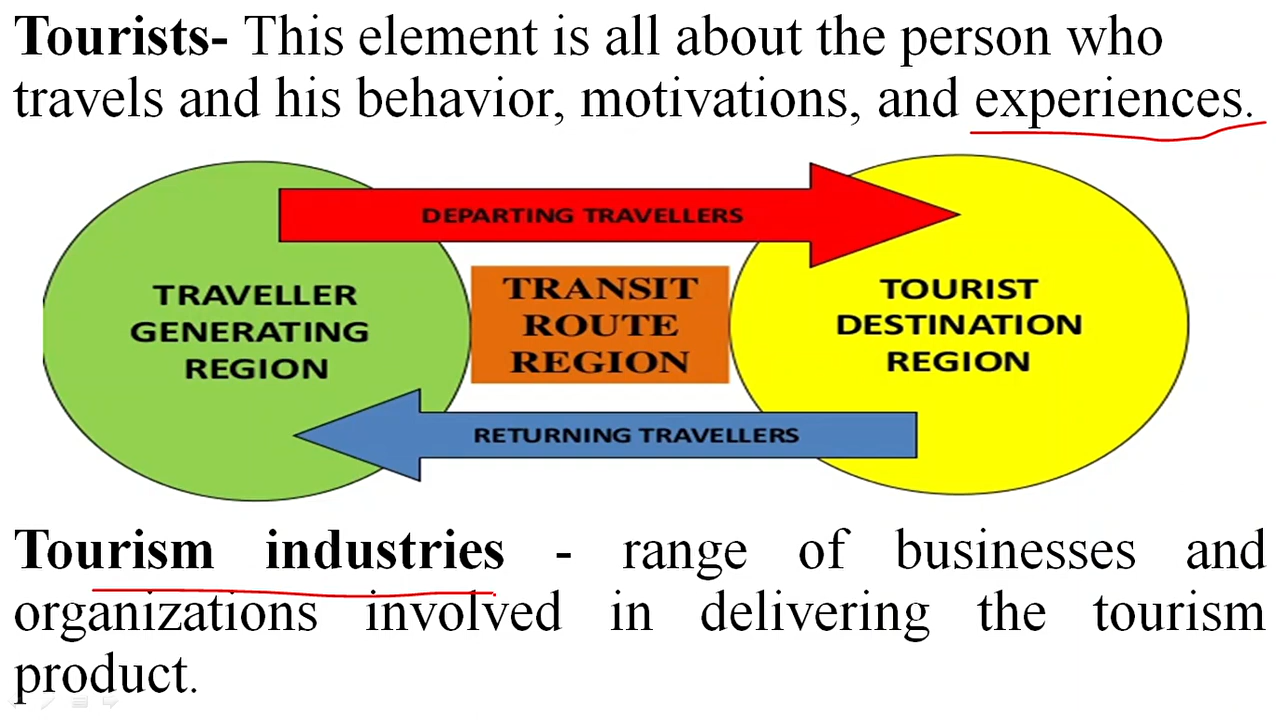 Tourists- This element is all about the person who
travels and his behavior, motivations, and experiences.
DEPARTING TRAVELLERS
TRAVELLER
GENERATING
REGION
TRANSIT
ROUTE
REGION
TOURIST
DESTINATION
REGION
RETURNING TRAVELLERS
Tourism industries - range of businesses and
organizations involved in delivering the tourism
product.